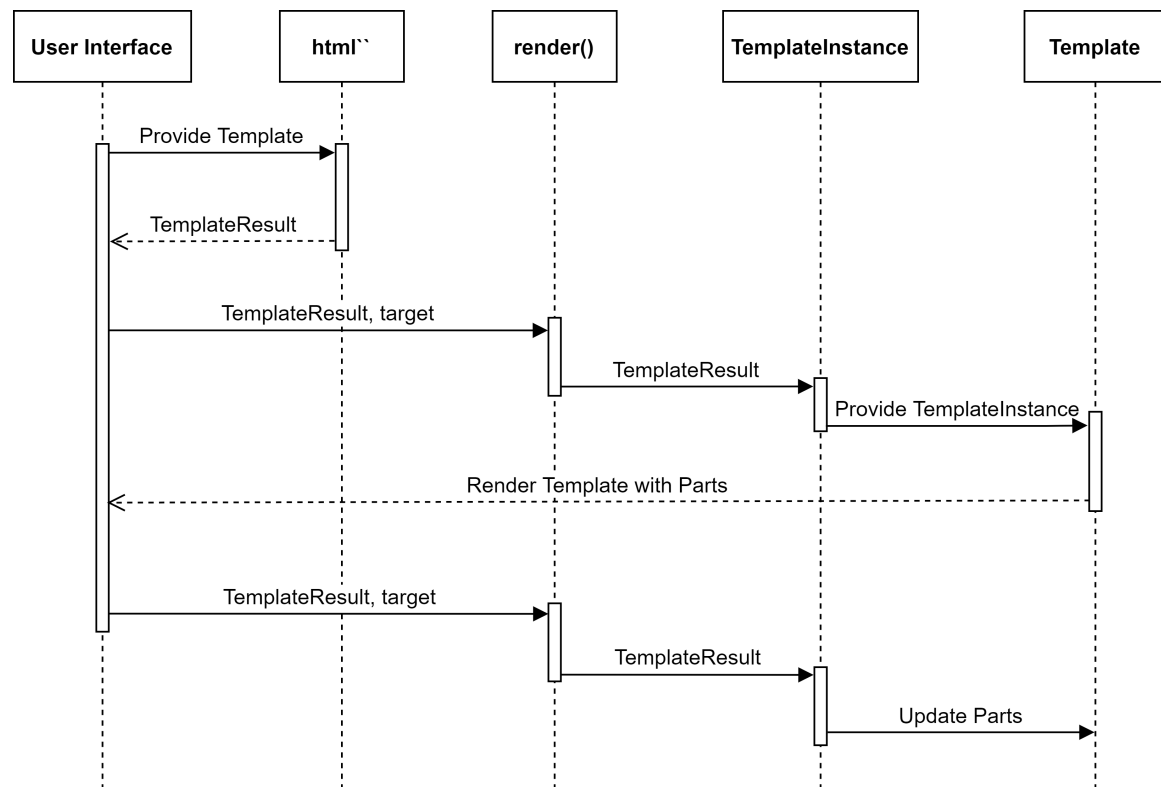 User Interface
html``
render()
TemplateInstance
Template
Provide Template
TemplateResult
TemplateResult, target
TemplateResult
Provide TemplateInstance
Render Template with Parts
TemplateResult, target
TemplateResult
Update Parts